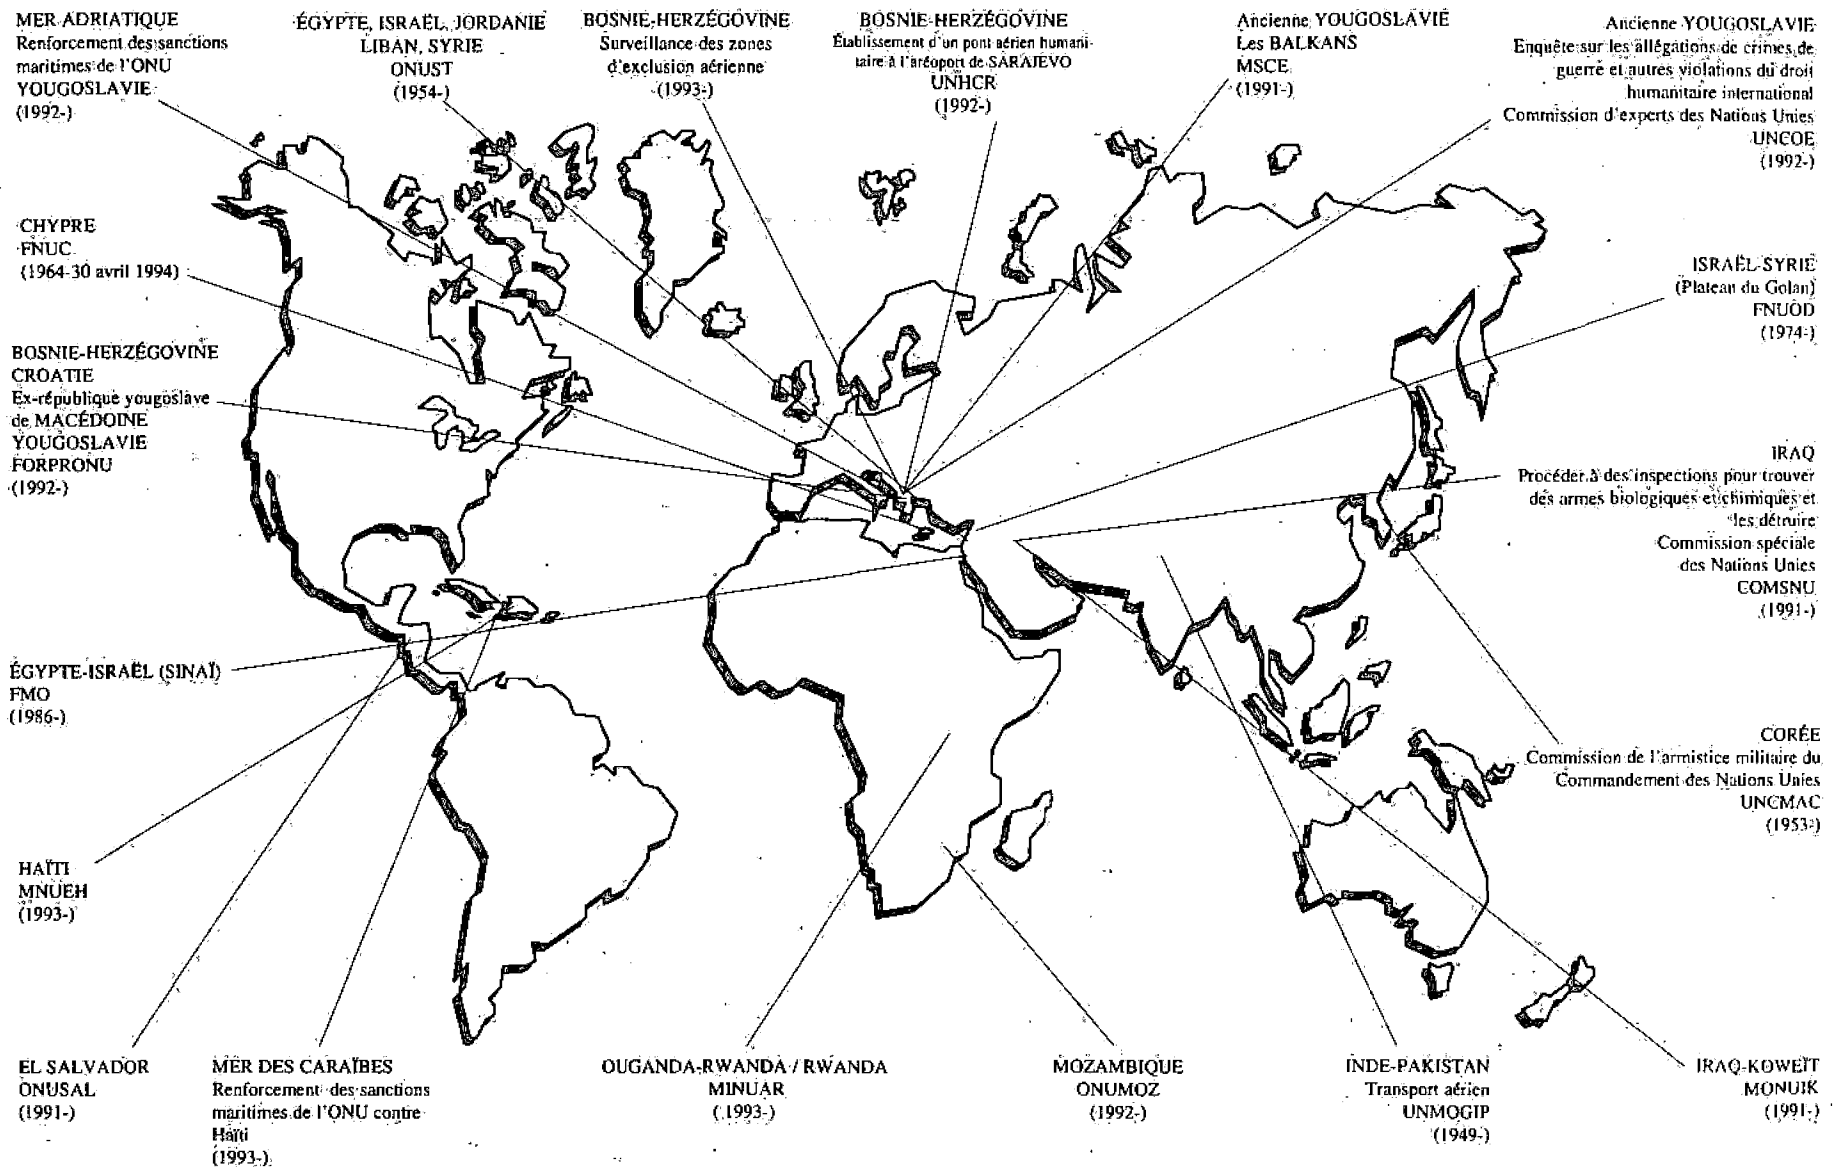 MER ADRIATIQUE
Renforcement des sanctions
maritimes de l'ONU
YOUGOSLAVIE
(1992-)
ÉGYPTE, ISRAËL, JORDANIE
LIBAN, SYRIE
ONUST
(1954-)
BOSNIE-HERZÉGOVINE
Surveillance des zones
d'exclusion aérienne
(1993-)
BOSNIE-HERZÉGOVINE
Établissement d'un pont aérien humani-
taire à l'aréoport de SARAJEVO
UNHCR
(1992-)
Ancienne YOUGOSLAVIE
Les BALKANS
MSCE
(1991-)
Ancienne YOUGOSLAVIE
Enquête sur les allégations de crimes de
guerre et autres violations du droit
humanitaire international
Commission d'experts des Nations Unies
UNCOE
(1992-)
CHYPRE
FNUC
(1964-30 avril 1994)
ISRAËL-SYRIE
(Plateau du Golan)
FNUOD
(1974-)
BOSNIE-HERZÉGOVINE
CROATIE
Ex-république yougoslave
de MACÉDOINE
YOUGOSLAVIE
FORPRONU
(1992-)
IRAQ
Procéder à des inspections pour trouver
des armes biologiques et chimiques et
les détruire
Commission spéciale
des Nations Unies
COMSNU
(1991-)
ÉGYPTE-ISRAËL (SINAÏ)
FMO
(1986-)
CORÉE
Commission de l'armistice militaire du
Commandement des Nations Unies
UNCMAC
(1953-)
HAÏTI
MNUEH
(1993-)
EL SALVADOR
ONUSAL
(1991-)
MER DES CARAÏBES
Renforcement des sanctions
maritimes de l'ONU contre
Haïti
(1993-)
OUGANDA-RWANDA / RWANDA
MINUAR
(1993-)
MOZAMBIQUE
ONUMOZ
(1992-)
INDE-PAKISTAN
Transport aérien
UNMOGIP
(1949-)
IRAQ-KOWEÏT
MONUIK
(1991-)